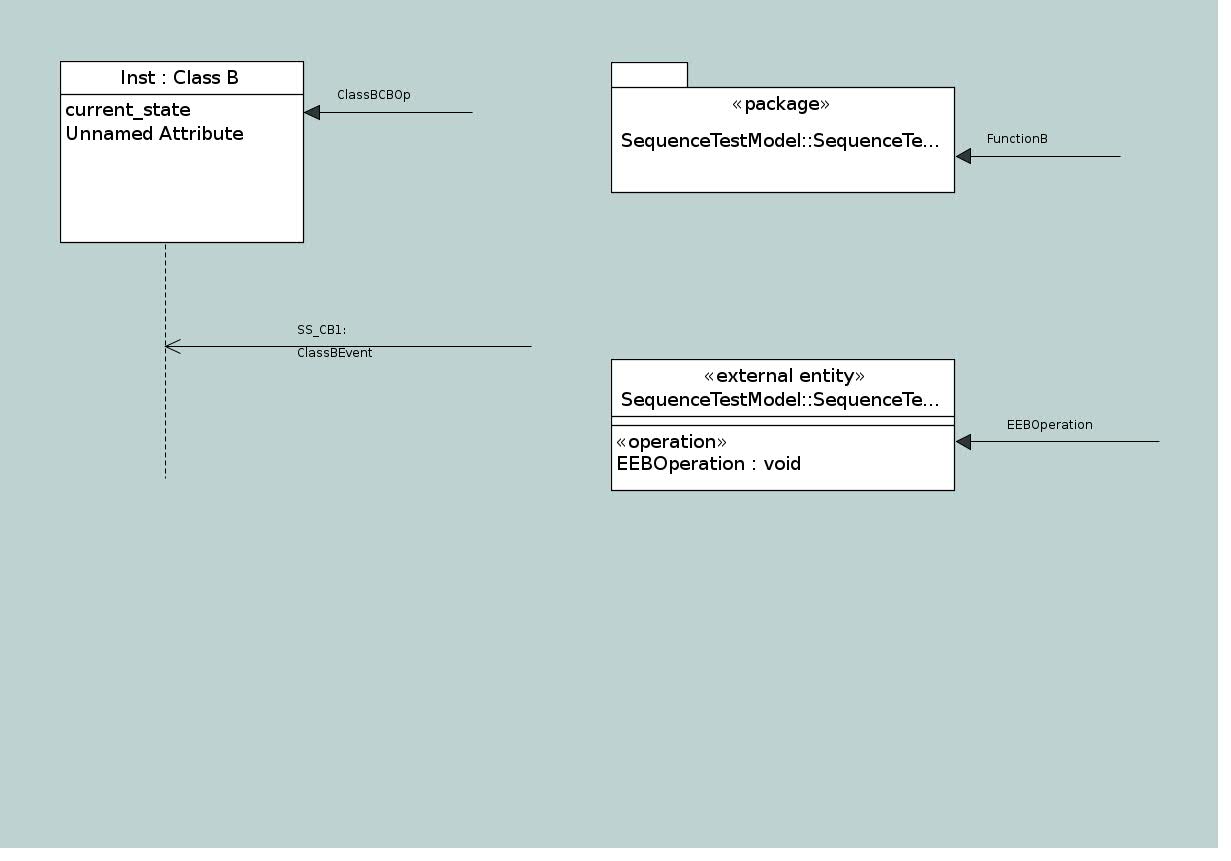 Inst : Class B
current_state
Unnamed Attribute
ClassBCBOp
«package»
SequenceTestModel::SequenceTe...
FunctionB
SS_CB1:
ClassBEvent
«external entity»
SequenceTestModel::SequenceTe...
«operation»
EEBOperation : void
EEBOperation